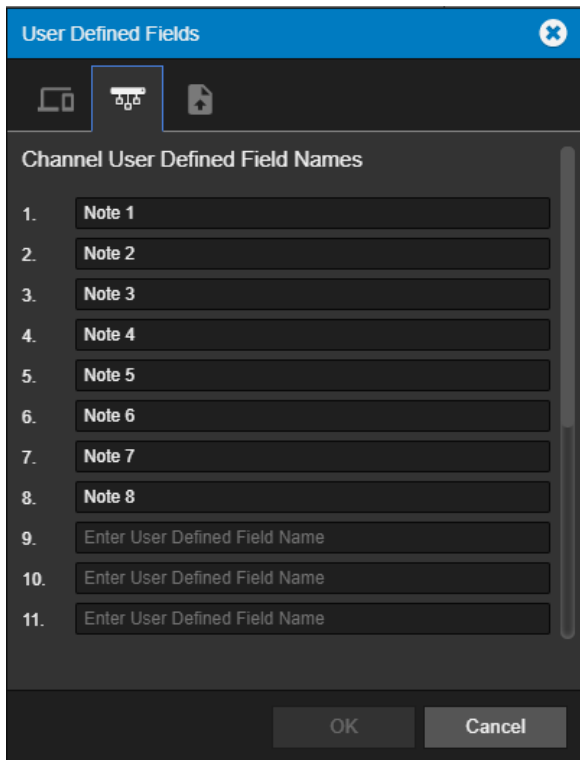 User Defined Fields
Channel User Defined Field Names
1. Note 1
2. Note 2
3. Note 3
4. Note 4
5. Note 5
6. Note 6
7. Note 7
8. Note 8
9. Enter User Defined Field Name
10. Enter User Defined Field Name
11. Enter User Defined Field Name
OK Cancel